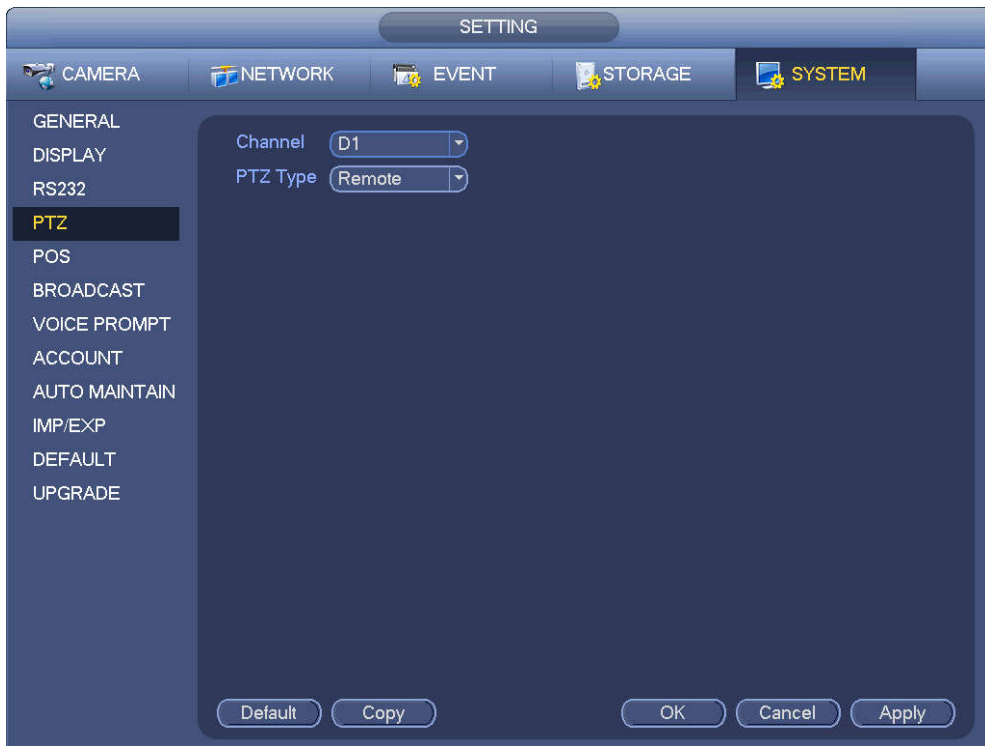 SETTING
CAMERA NETWORK EVENT STORAGE SYSTEM
GENERAL
DISPLAY
RS232
PTZ
POS
BROADCAST
VOICE PROMPT
ACCOUNT
AUTO MAINTAIN
IMP/EXP
DEFAULT
UPGRADE
Channel D1
PTZ Type Remote
Default Copy OK Cancel Apply